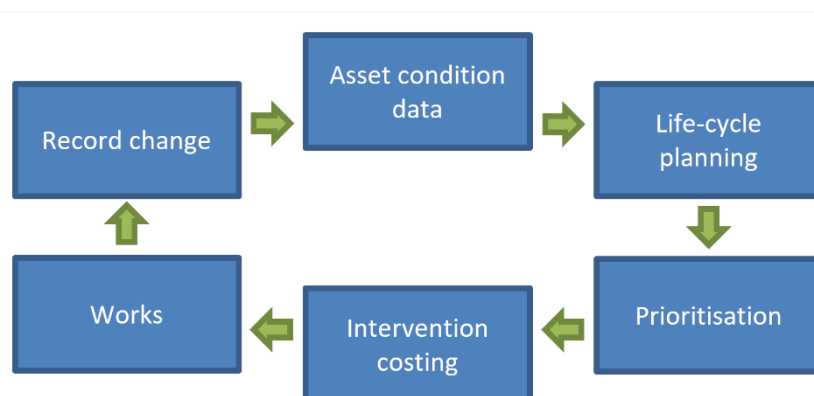 Asset condition
data
Record change
Life-cycle
planning
Works
Intervention
costing
Prioritisation